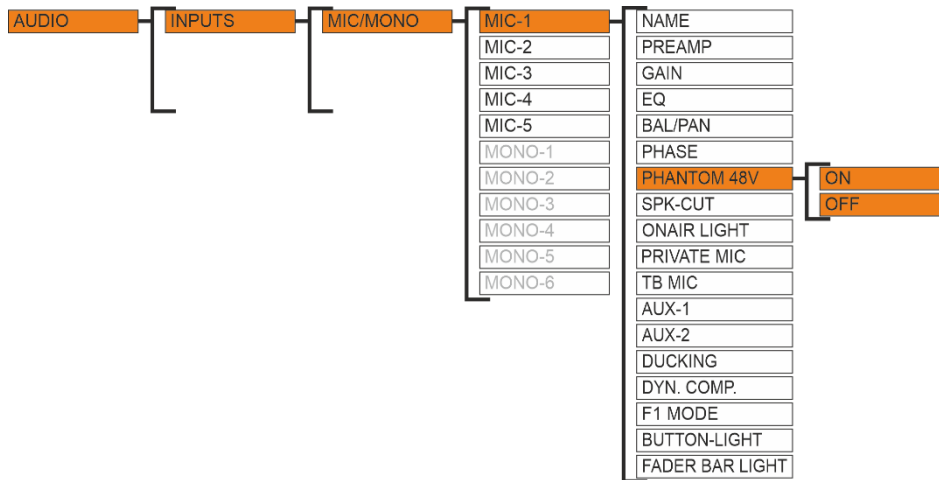 AUDIO
INPUTS
MIC/MONO
MIC-1
MIC-2
MIC-3
MIC-4
MIC-5
MONO-1
MONO-2
MONO-3
MONO-4
MONO-5
MONO-6
NAME
PREAMP
GAIN
EQ
BAL/PAN
PHASE
PHANTOM 48V
SPK-CUT
ONAIR LIGHT
PRIVATE MIC
TB MIC
AUX-1
AUX-2
DUCKING
DYN. COMP.
F1 MODE
BUTTON-LIGHT
FADER BAR LIGHT
ON
OFF